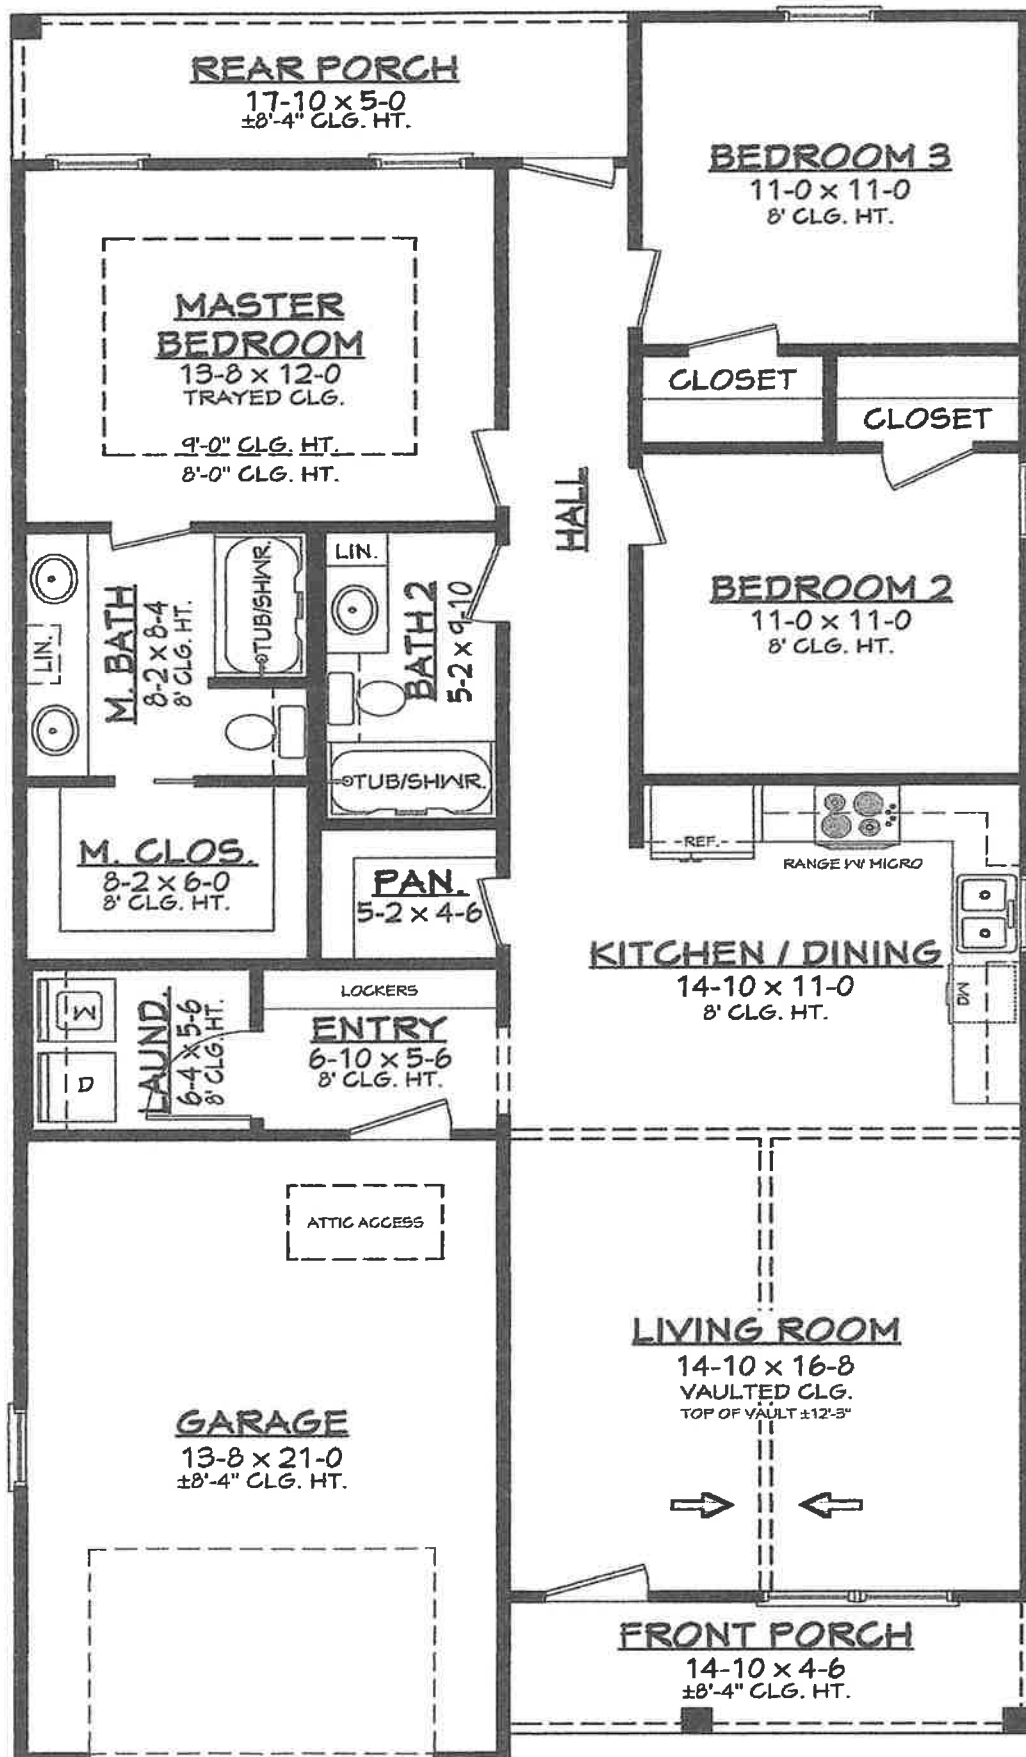 REAR PORCH
17-10 x 5-0
±8'-4" CLG. HT.
BEDROOM 3
11-0 x 11-0
8' CLG. HT.
MASTER
BEDROOM
13-8 x 12-0
TRAYED CLG.
9'-0" CLG. HT.
8'-0" CLG. HT.
CLOSET
CLOSET
HALL
BEDROOM 2
11-0 x 11-0
8' CLG. HT.
LIN.
M. BATH
8-2 x 8-4
8' CLG. HT.
TUB/SHWR.
LIN.
BATH 2
5-2 x 9-10
TUB/SHWR.
M. CLOS.
8-2 x 6-0
8' CLG. HT.
PAN.
5-2 x 4-6
REF.
RANGE W/ MICRO
KITCHEN / DINING
14-10 x 11-0
8' CLG. HT.
W
D
LAUND.
6-4 x 5-6
8' CLG. HT.
LOCKERS
ENTRY
6-10 x 5-6
8' CLG. HT.
ATTIC ACCESS
LIVING ROOM
14-10 x 16-8
VAULTED CLG.
TOP OF VAULT ±12'-3"
GARAGE
13-8 x 21-0
±8'-4" CLG. HT.
FRONT PORCH
14-10 x 4-6
±8'-4" CLG. HT.